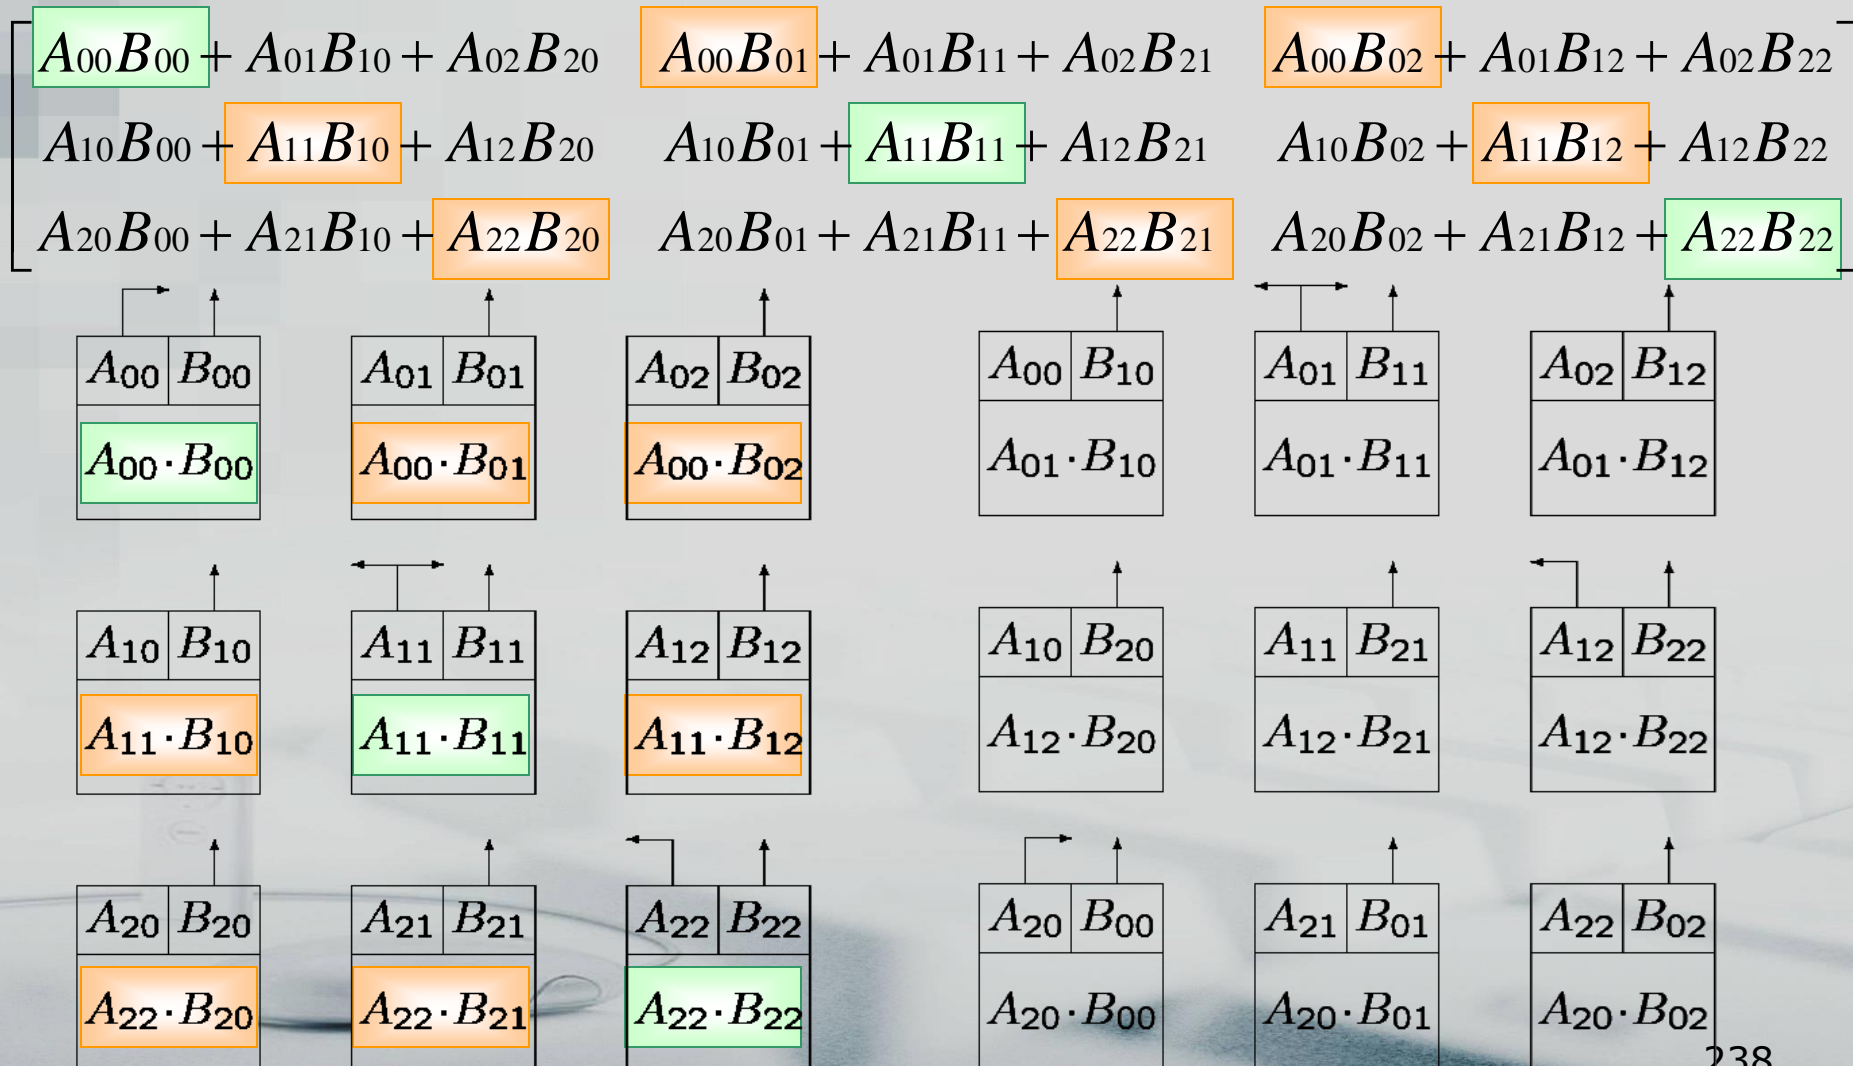 A00B00 + A01B10 + A02B20 A00B01 + A01B11 + A02B21 A00B02 + A01B12 + A02B22
A10B00 + A11B10 + A12B20 A10B01 + A11B11 + A12B21 A10B02 + A11B12 + A12B22
A20B00 + A21B10 + A22B20 A20B01 + A21B11 + A22B21 A20B02 + A21B12 + A22B22
A00 B00 A01 B01 A02 B02 A00 B10 A01 B11 A02 B12
A00·B00 A00·B01 A00·B02 A01·B10 A01·B11 A01·B12
A10 B10 A11 B11 A12 B12 A10 B20 A11 B21 A12 B22
A11·B10 A11·B11 A11·B12 A12·B20 A12·B21 A12·B22
A20 B20 A21 B21 A22 B22 A20 B00 A21 B01 A22 B02
A22·B20 A22·B21 A22·B22 A20·B00 A20·B01 A20·B02
238